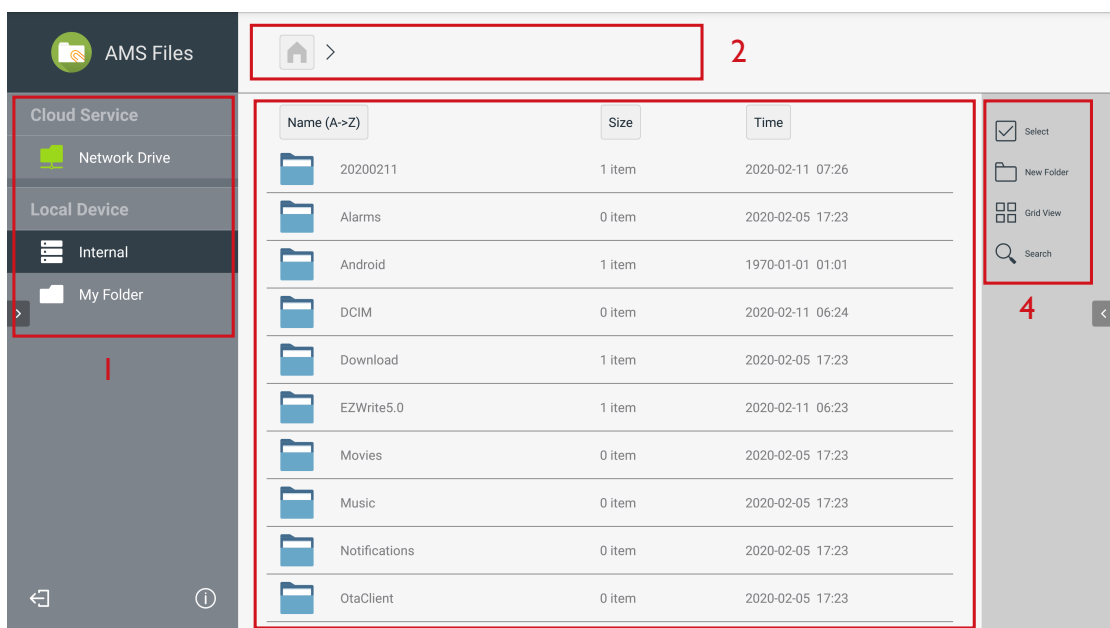 AMS Files
2
Cloud Service
Network Drive
Local Device
Internal
My Folder
1
Name (A->Z) Size Time
20200211 1 item 2020-02-11 07:26
Alarms 0 item 2020-02-05 17:23
Android 1 item 1970-01-01 01:01
DCIM 0 item 2020-02-11 06:24
Download 1 item 2020-02-05 17:23
EZWrite5.0 1 item 2020-02-11 06:23
Movies 0 item 2020-02-05 17:23
Music 0 item 2020-02-05 17:23
Notifications 0 item 2020-02-05 17:23
OtaClient 0 item 2020-02-05 17:23
Select
New Folder
Grid View
Search
4